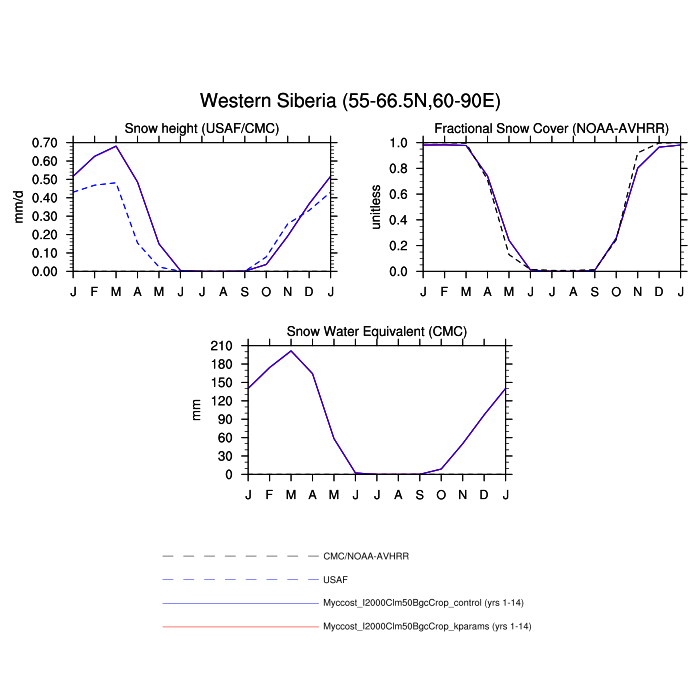 Western Siberia (55-66.5N,60-90E)
Snow height (USAF/CMC)
mm/d
0.70
0.60
0.50
0.40
0.30
0.20
0.10
0.00
J F M A M J J A S O N D J
Fractional Snow Cover (NOAA-AVHRR)
unitless
1.0
0.8
0.6
0.4
0.2
0.0
J F M A M J J A S O N D J
Snow Water Equivalent (CMC)
mm
210
180
150
120
90
60
30
0
J F M A M J J A S O N D J
CMC/NOAA-AVHRR
USAF
Myccost_I2000Clm50BgcCrop_control (yrs 1-14)
Myccost_I2000Clm50BgcCrop_kparams (yrs 1-14)